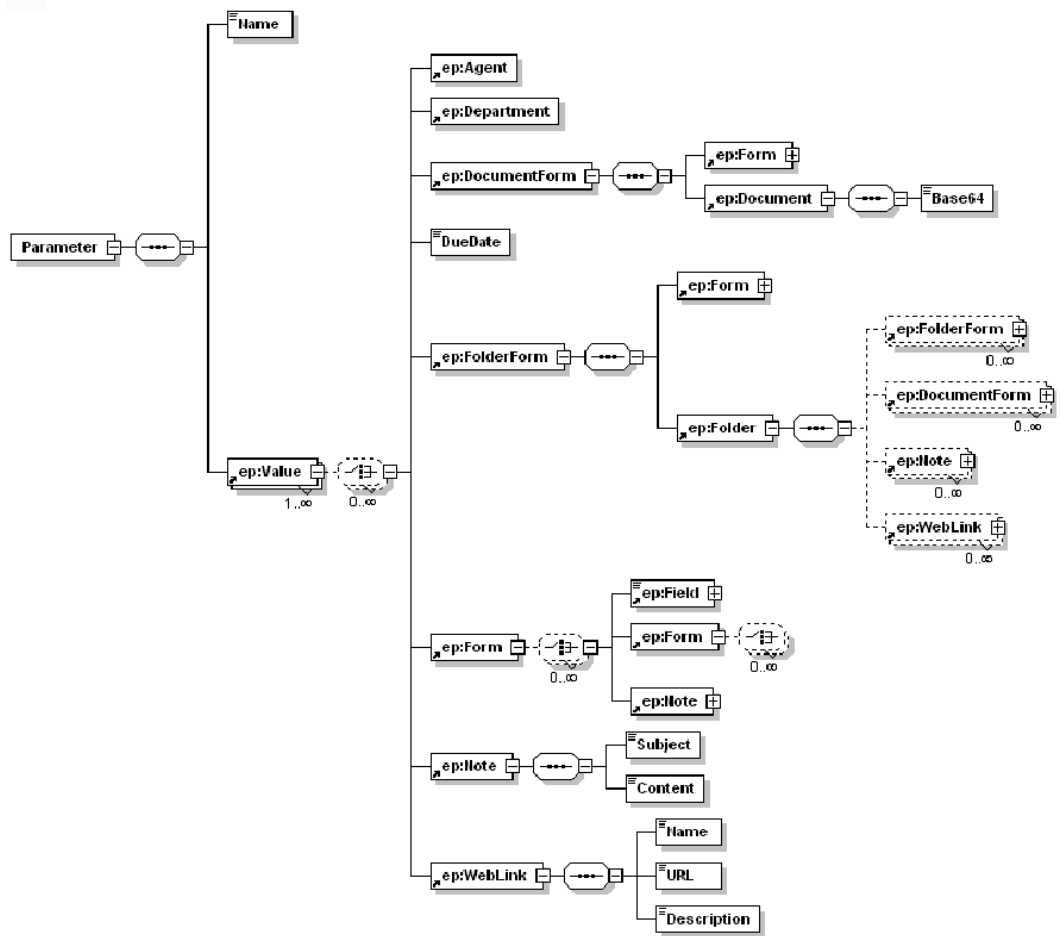 Name
ep:Agent
ep:Department
ep:DocumentForm
ep:Form
ep:Document
Base64
DueDate
Parameter
ep:Form
ep:FolderForm
ep:FolderForm
0..∞
ep:DocumentForm
0..∞
ep:Folder
ep:Note
0..∞
ep:WebLink
0..∞
ep:Value
1..∞
0..∞
ep:Field
ep:Form
0..∞
ep:Form
0..∞
ep:Note
ep:Note
Subject
Content
Name
ep:WebLink
URL
Description